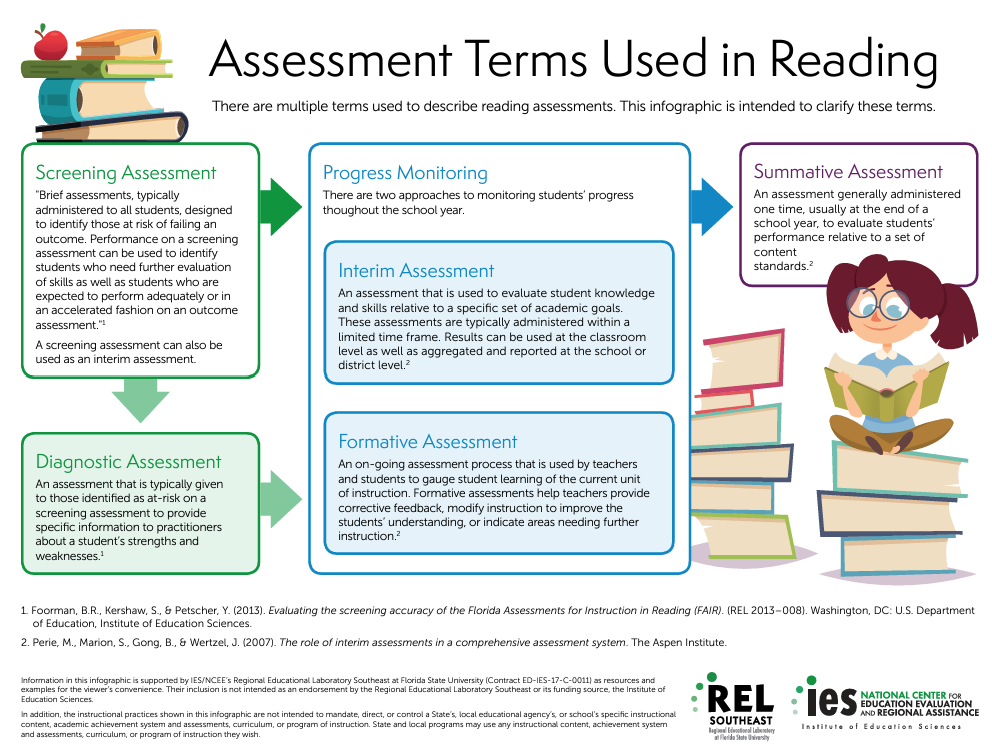 Assessment Terms Used in Reading
There are multiple terms used to describe reading assessments. This infographic is intended to clarify these terms.
Screening Assessment
"Brief assessments, typically
administered to all students, designed
to identify those at risk of failing an
outcome. Performance on a screening
assessment can be used to identify
students who need further evaluation
of skills as well as students who are
expected to perform adequately or in
an accelerated fashion on an outcome
assessment."1
A screening assessment can also be
used as an interim assessment.
Diagnostic Assessment
An assessment that is typically given
to those identified as at-risk on a
screening assessment to provide
specific information to practitioners
about a student's strengths and
weaknesses.1
Progress Monitoring
There are two approaches to monitoring students' progress
thoughout the school year.
Interim Assessment
An assessment that is used to evaluate student knowledge
and skills relative to a specific set of academic goals.
These assessments are typically administered within a
limited time frame. Results can be used at the classroom
level as well as aggregated and reported at the school or
district level.2
Formative Assessment
An on-going assessment process that is used by teachers
and students to gauge student learning of the current unit
of instruction. Formative assessments help teachers provide
corrective feedback, modify instruction to improve the
students' understanding, or indicate areas needing further
instruction.2
Summative Assessment
An assessment generally administered
one time, usually at the end of a
school year, to evaluate students'
performance relative to a set of
content
standards.2
1. Foorman, B.R., Kershaw, S., & Petscher, Y. (2013). Evaluating the screening accuracy of the Florida Assessments for Instruction in Reading (FAIR). (REL 2013–008). Washington, DC: U.S. Department
of Education, Institute of Education Sciences.
2. Perie, M., Marion, S., Gong, B., & Wertzel, J. (2007). The role of interim assessments in a comprehensive assessment system. The Aspen Institute.
Information in this infographic is supported by IES/NCEE's Regional Educational Laboratory Southeast at Florida State University (Contract ED-IES-17-C-0011) as resources and
examples for the viewer's convenience. Their inclusion is not intended as an endorsement by the Regional Educational Laboratory Southeast or its funding source, the Institute of
Education Sciences.
In addition, the instructional practices shown in this infographic are not intended to mandate, direct, or control a State's, local educational agency's, or school's specific instructional
content, academic achievement system and assessments, curriculum, or program of instruction. State and local programs may use any instructional content, achievement system
and assessments, curriculum, or program of instruction they wish.
REL
SOUTHEAST
Regional Educational Laboratory
at Florida State University
ies
NATIONAL CENTER FOR
EDUCATION EVALUATION
AND REGIONAL ASSISTANCE
Institute of Education Sciences